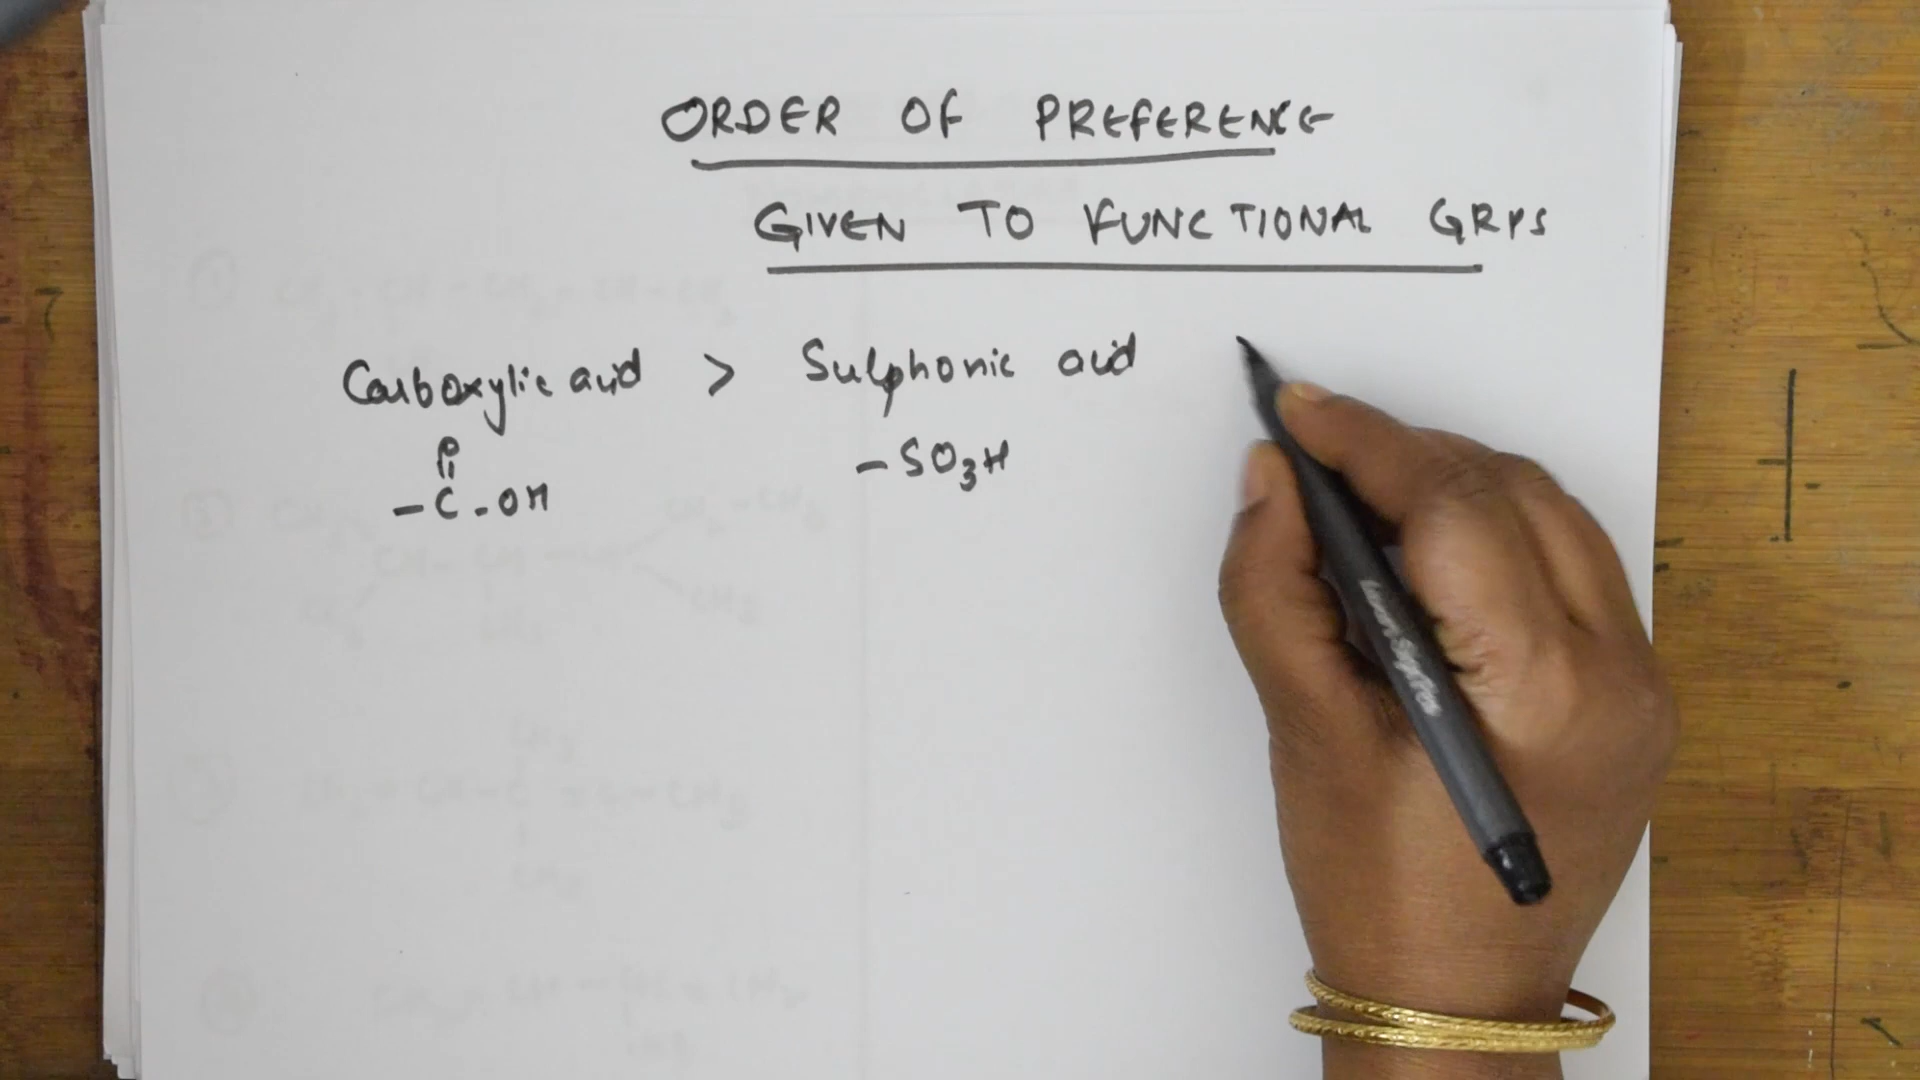 ORDER OF PREFERENCE
GIVEN TO FUNCTIONAL GRPS
Carboxylic acid > Sulphonic acid
O
||
-C-OH
-SO3H